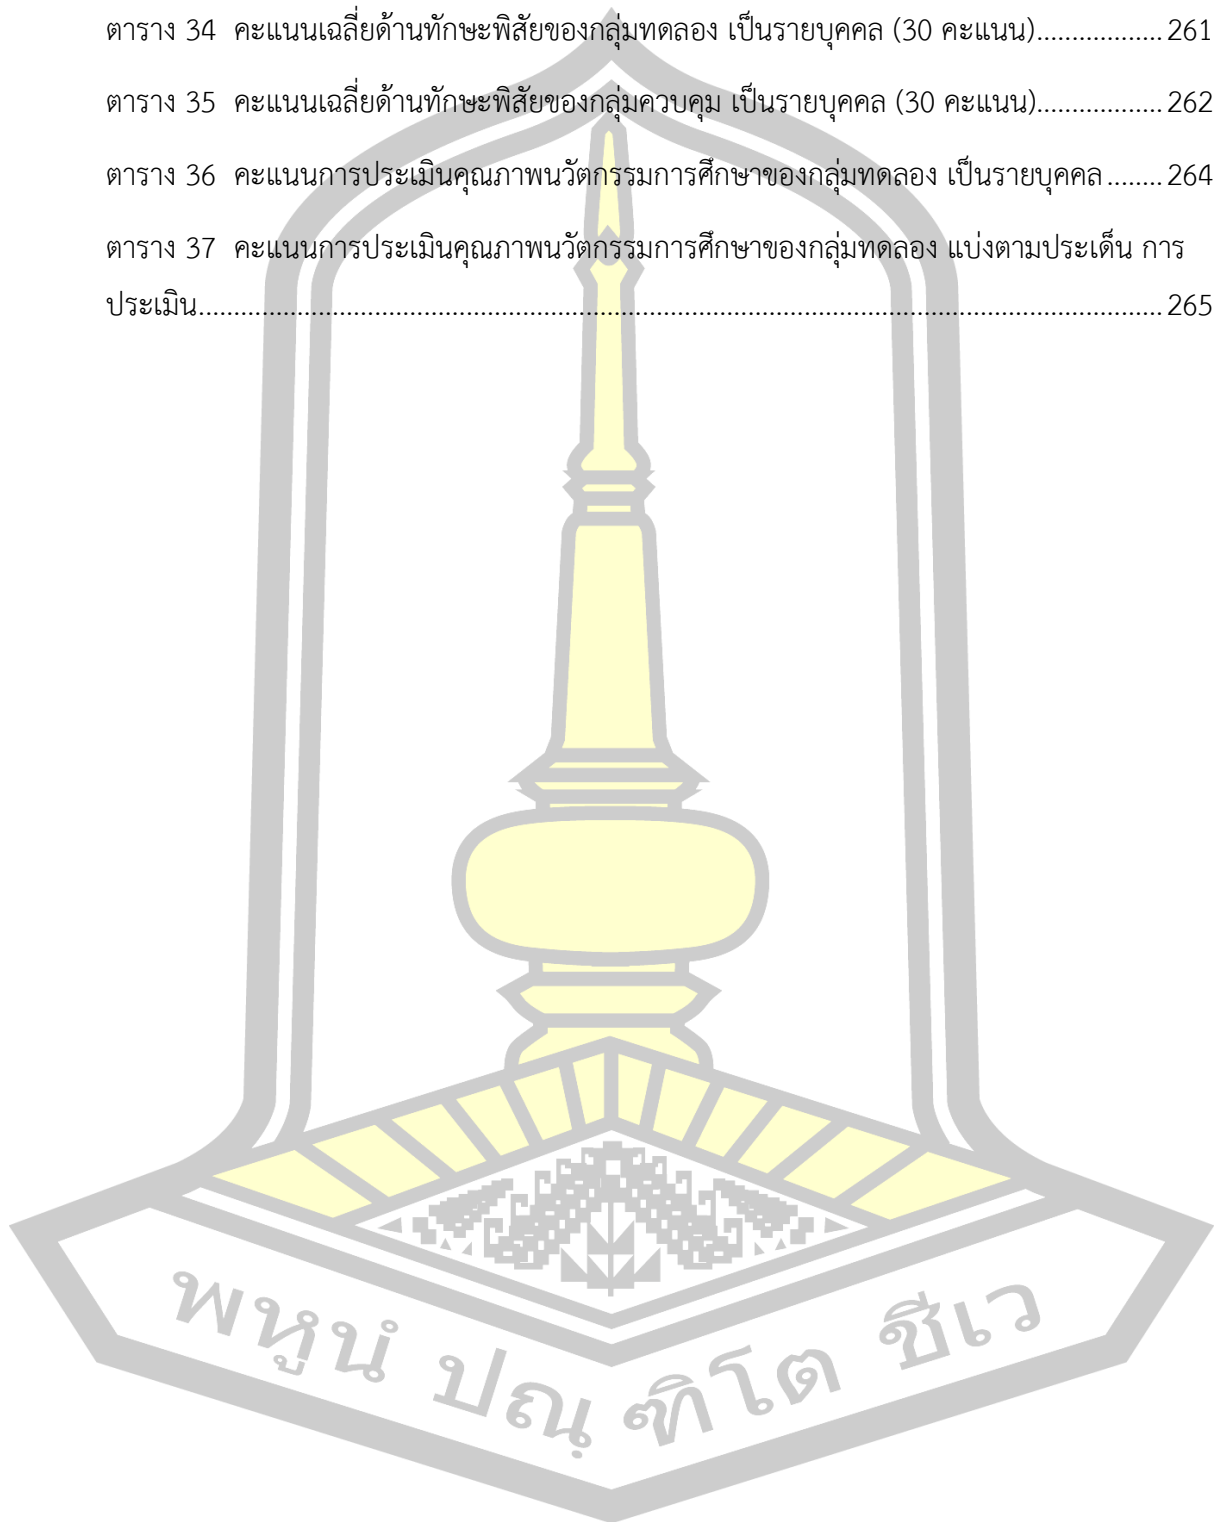 ตาราง 34 คะแนนเฉลี่ยด้านทักษะพิสัยของกลุ่มทดลอง เป็นรายบุคคล (30 คะแนน).................. 261
ตาราง 35 คะแนนเฉลี่ยด้านทักษะพิสัยของกลุ่มควบคุม เป็นรายบุคคล (30 คะแนน).................. 262
ตาราง 36 คะแนนการประเมินคุณภาพนวัตกรรมการศึกษาของกลุ่มทดลอง เป็นรายบุคคล ........ 264
ตาราง 37 คะแนนการประเมินคุณภาพนวัตกรรมการศึกษาของกลุ่มทดลอง แบ่งตามประเด็น การ
ประเมิน.......................................................................................................................................... 265
พหูนํ ปณฺ ฑิโต ชีเว